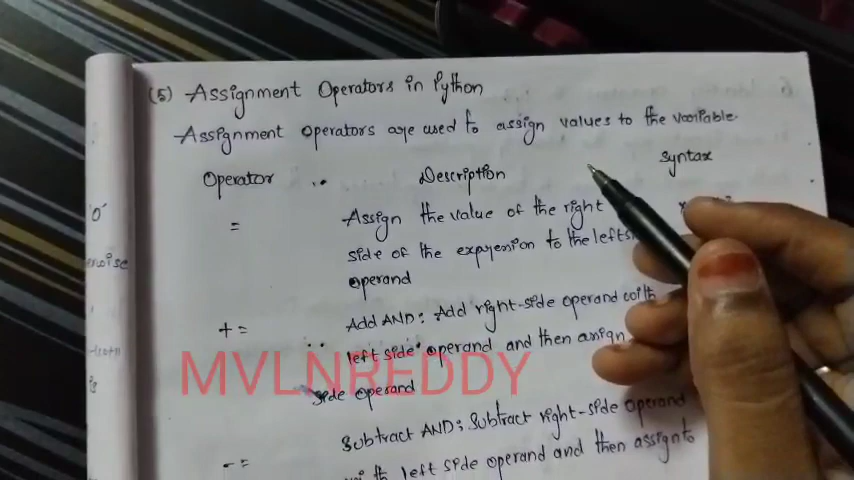 (5) Assignment Operators in Python
Assignment operators are used to assign values to the variable.
Operator Description Syntax
= Assign the value of the right
side of the expression to the left
operand
+= Add AND: Add right-side operand with
left side operand and then assign
side operand
MVLNREDDY
-= Subtract AND: Subtract right-side operand
with left side operand and then assign to